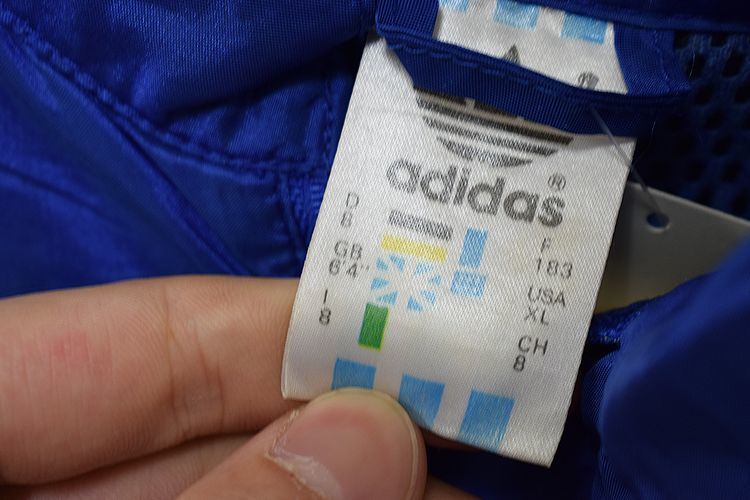 adidas®
D
8
GB
6'4"
I
8
F
183
USA
XL
CH
8